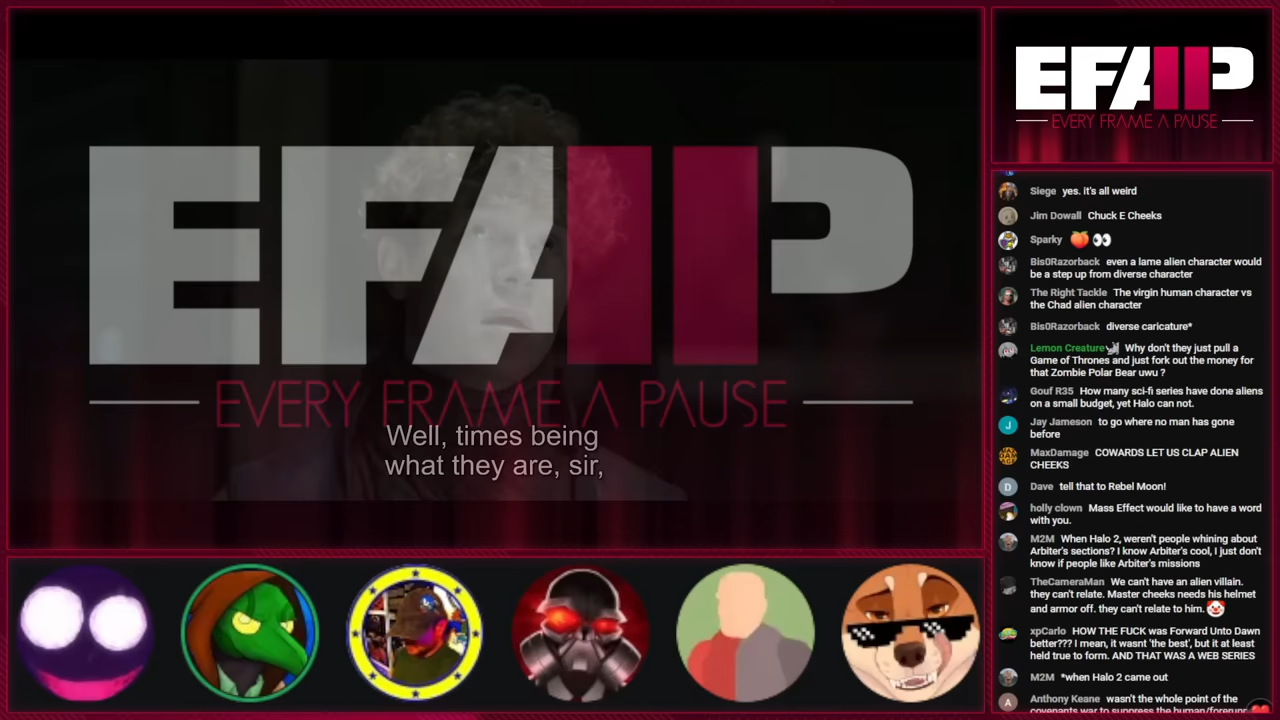 EFAP
EVERY FRAME A PAUSE
Well, times being
what they are, sir,
EFAP
EVERY FRAME A PAUSE
Siege yes. it's all weird
Jim Dowall Chuck E Cheeks
Sparky 🍑 👀
Bis0Razorback even a lame alien character would
be a step up from diverse character
The Right Tackle The virgin human character vs
the Chad alien character
Bis0Razorback diverse caricature*
Lemon Creature Why don't they just pull a
Game of Thrones and just fork out the money for
that Zombie Polar Bear uwu ?
Gouf R35 How many sci-fi series have done aliens
on a small budget, yet Halo can not.
J
Jay Jameson to go where no man has gone
before
MaxDamage COWARDS LET US CLAP ALIEN
CHEEKS
D
Dave tell that to Rebel Moon!
holly clown Mass Effect would like to have a word
with you.
M2M When Halo 2, weren't people whining about
Arbiter's sections? I know Arbiter's cool, I just don't
know if people like Arbiter's missions
TheCameraMan We can't have an alien villain.
they can't relate. Master cheeks needs his helmet
and armor off. they can't relate to him. 🤡
xpCarlo HOW THE FUCK was Forward Unto Dawn
better??? I mean, it wasnt 'the best', but it at least
held true to form. AND THAT WAS A WEB SERIES
M2M *when Halo 2 came out
A
Anthony Keane wasn't the whole point of the
covenants war to suppress the human/forerunn